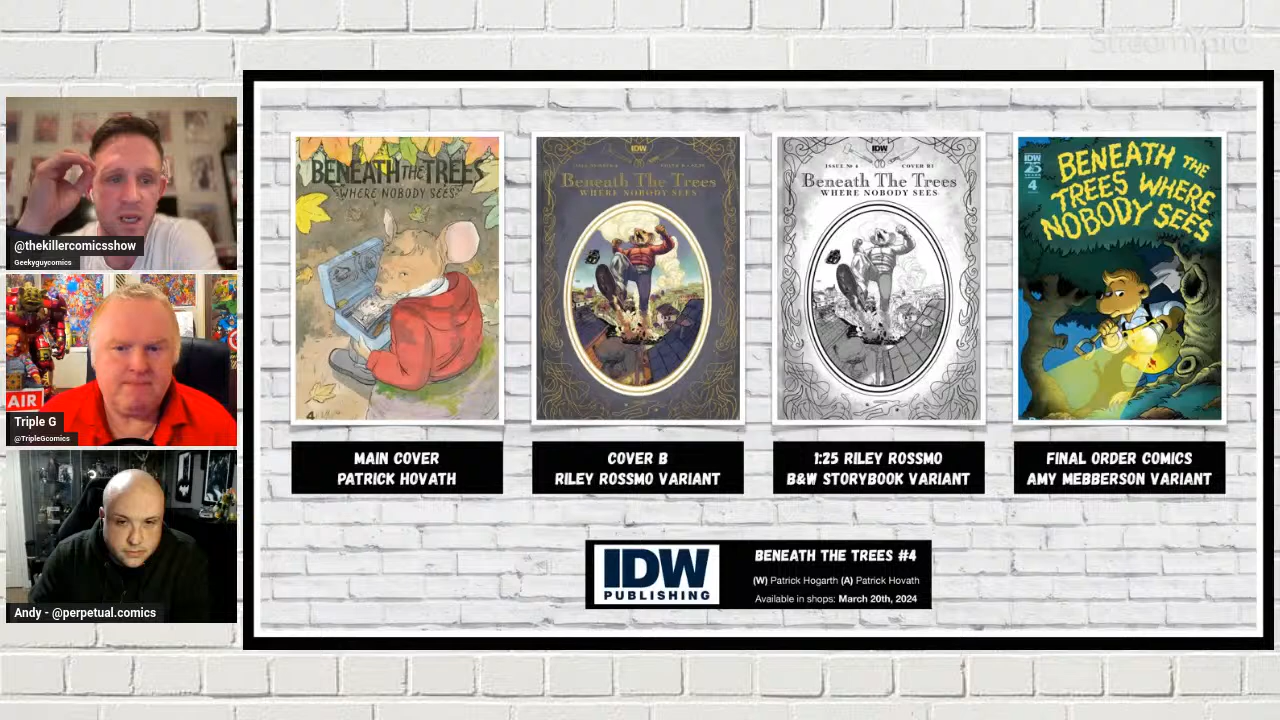 StreamYard
@thekillercomicsshow
Geekyguycomics
AIR
Triple G
@TripleGcomics
Andy - @perpetual.comics
BENEATH THE TREES
WHERE NOBODY SEES
4
MAIN COVER
PATRICK HOVATH
IDW
Beneath The Trees
WHERE NOBODY SEES
COVER B
RILEY ROSSMO VARIANT
IDW
ISSUE No 4
Beneath The Trees
WHERE NOBODY SEES
1:25 RILEY ROSSMO
B&W STORYBOOK VARIANT
IDW
25
4
BENEATH THE
TREES WHERE
NOBODY SEES
FINAL ORDER COMICS
AMY MEBBERSON VARIANT
IDW
PUBLISHING
BENEATH THE TREES #4
(W) Patrick Hogarth (A) Patrick Hovath
Available in shops: March 20th, 2024